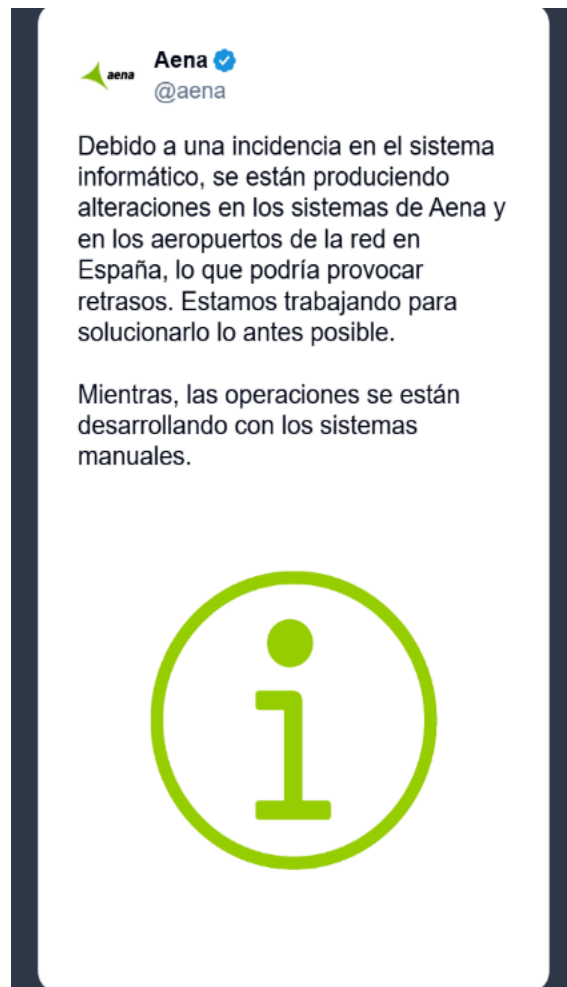 aena
Aena
@aena
Debido a una incidencia en el sistema
informático, se están produciendo
alteraciones en los sistemas de Aena y
en los aeropuertos de la red en
España, lo que podría provocar
retrasos. Estamos trabajando para
solucionarlo lo antes posible.
Mientras, las operaciones se están
desarrollando con los sistemas
manuales.
i